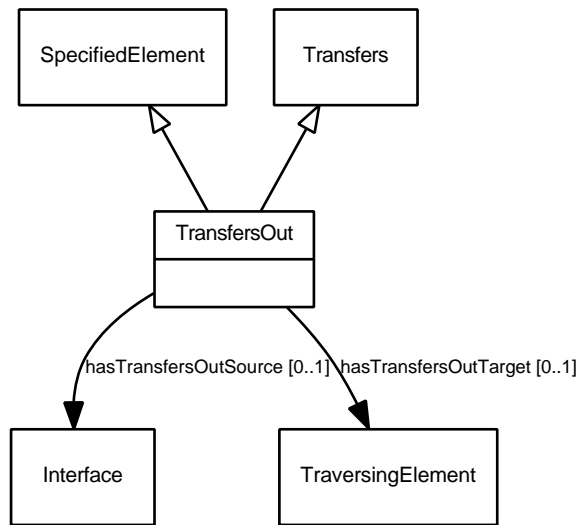 SpecifiedElement
Transfers
TransfersOut
hasTransfersOutSource [0..1]
hasTransfersOutTarget [0..1]
Interface
TraversingElement